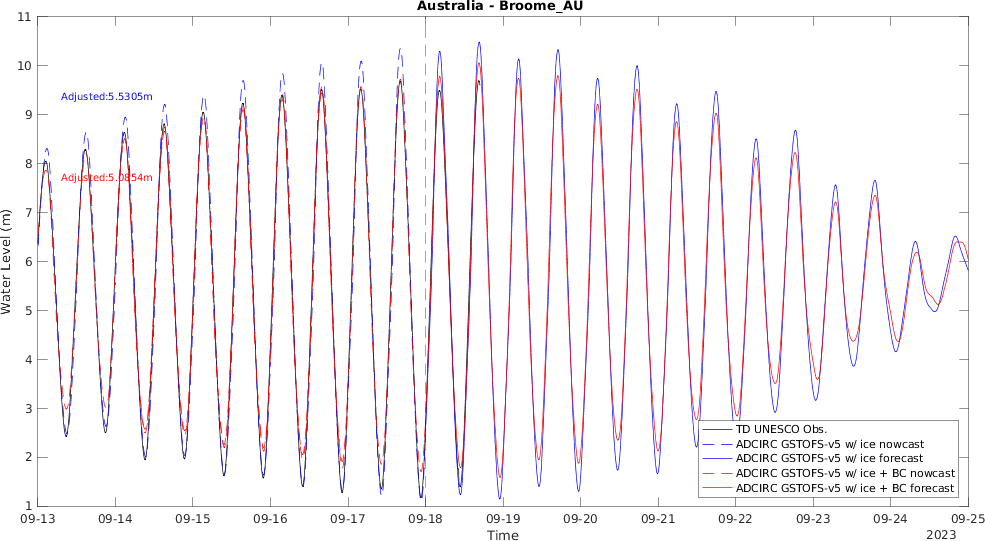 Australia - Broome_AU
11
10
9
8
7
6
5
4
3
2
1
Water Level (m)
Adjusted:5.5305m
Adjusted:5.0854m
TD UNESCO Obs.
ADCIRC GSTOFS-v5 w/ ice nowcast
ADCIRC GSTOFS-v5 w/ ice forecast
ADCIRC GSTOFS-v5 w/ ice + BC nowcast
ADCIRC GSTOFS-v5 w/ ice + BC forecast
09-13 09-14 09-15 09-16 09-17 09-18 09-19 09-20 09-21 09-22 09-23 09-24 09-25
Time
2023